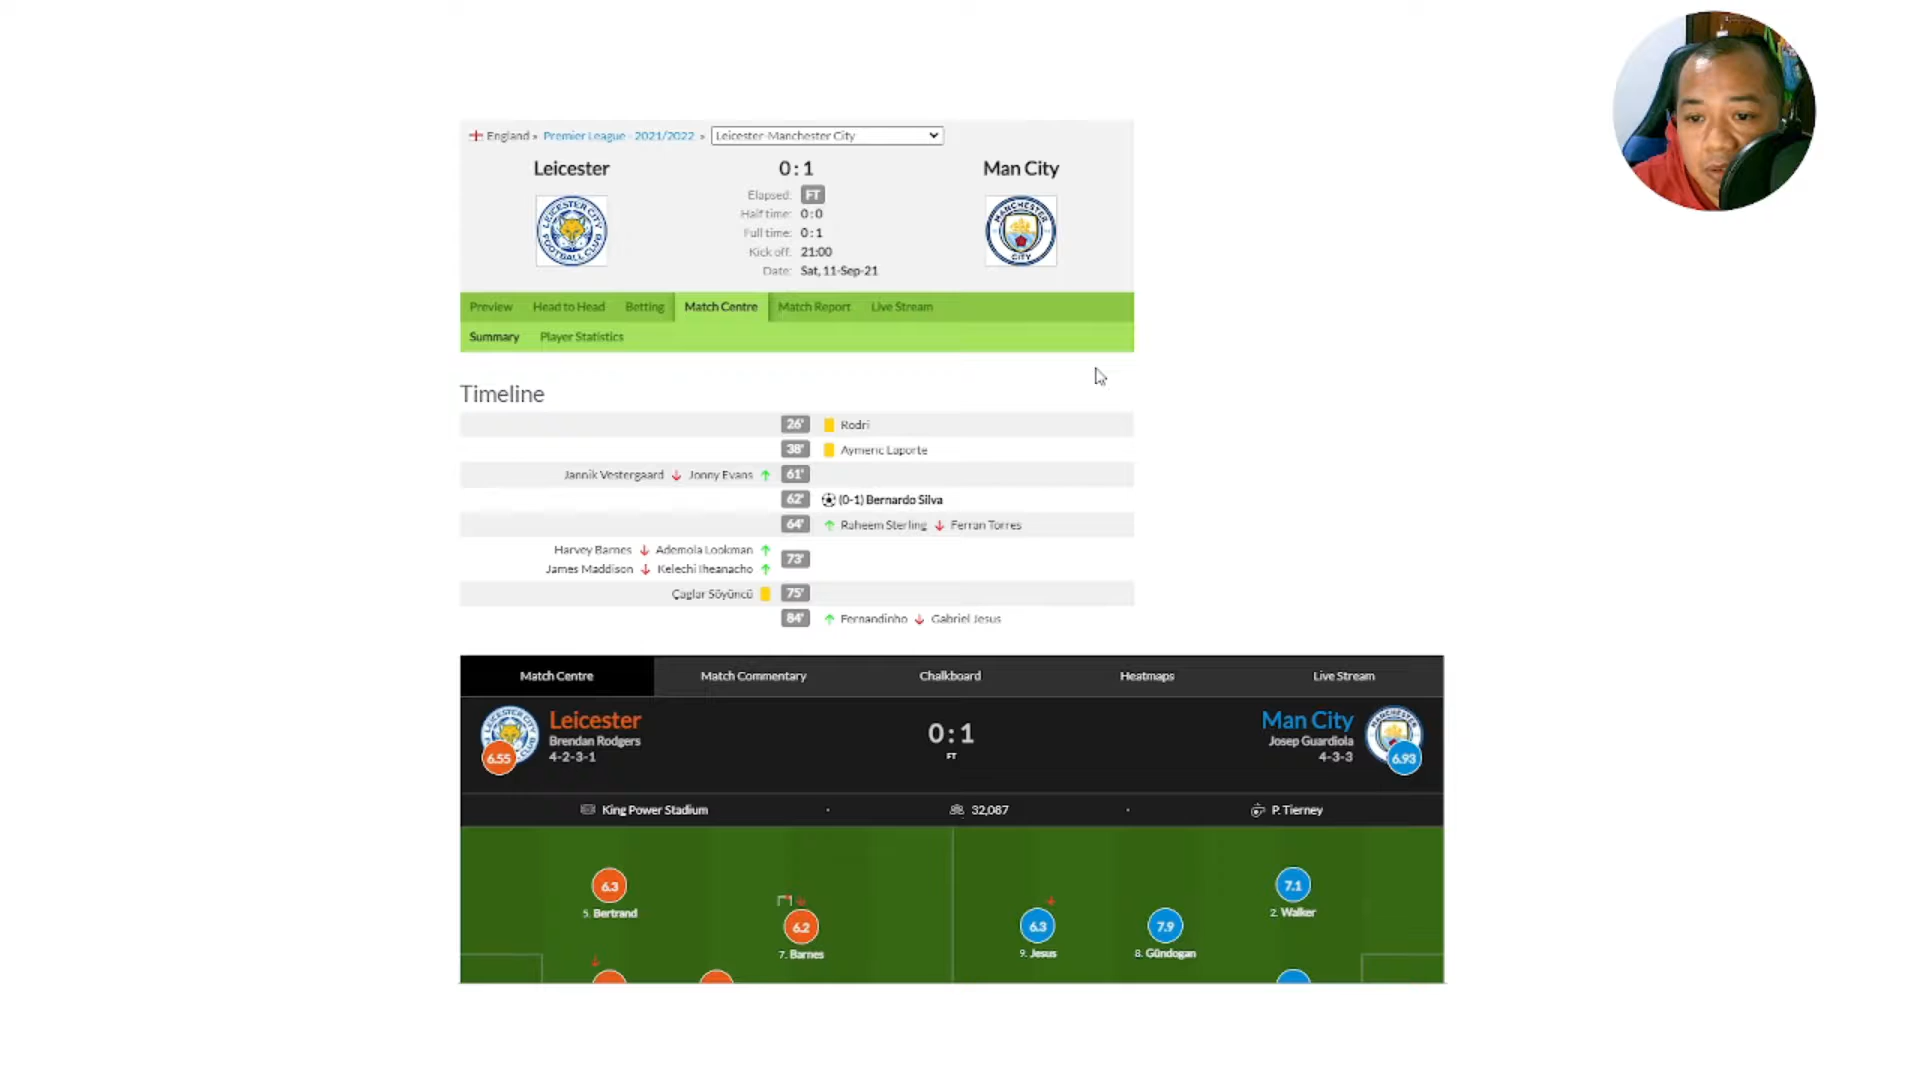 England » Premier League - 2021/2022 » Leicester-Manchester City
Leicester 0 : 1 Man City
Elapsed: FT
Half time: 0 : 0
Full time: 0 : 1
Kick off: 21:00
Date: Sat, 11-Sep-21
LEICESTER CITY FOOTBALL CLUB
MANCHESTER CITY
Preview Head to Head Betting Match Centre Match Report Live Stream
Summary Player Statistics
Timeline
26' Rodri
38' Aymeric Laporte
Jannik Vestergaard Jonny Evans 61'
62' (0-1) Bernardo Silva
64' Raheem Sterling Ferran Torres
Harvey Barnes Ademola Lookman
73'
James Maddison Kelechi Iheanacho
Çaglar Söyüncü 75'
84' Fernandinho Gabriel Jesus
Match Centre Match Commentary Chalkboard Heatmaps Live Stream
Leicester 0 : 1 Man City
Brendan Rodgers Josep Guardiola
4-2-3-1 FT 4-3-3
6.55 6.93
King Power Stadium 32,087 P. Tierney
6.3 7.1
5. Bertrand 2. Walker
6.2 6.3 7.9
7. Barnes 9. Jesus 8. Gündogan